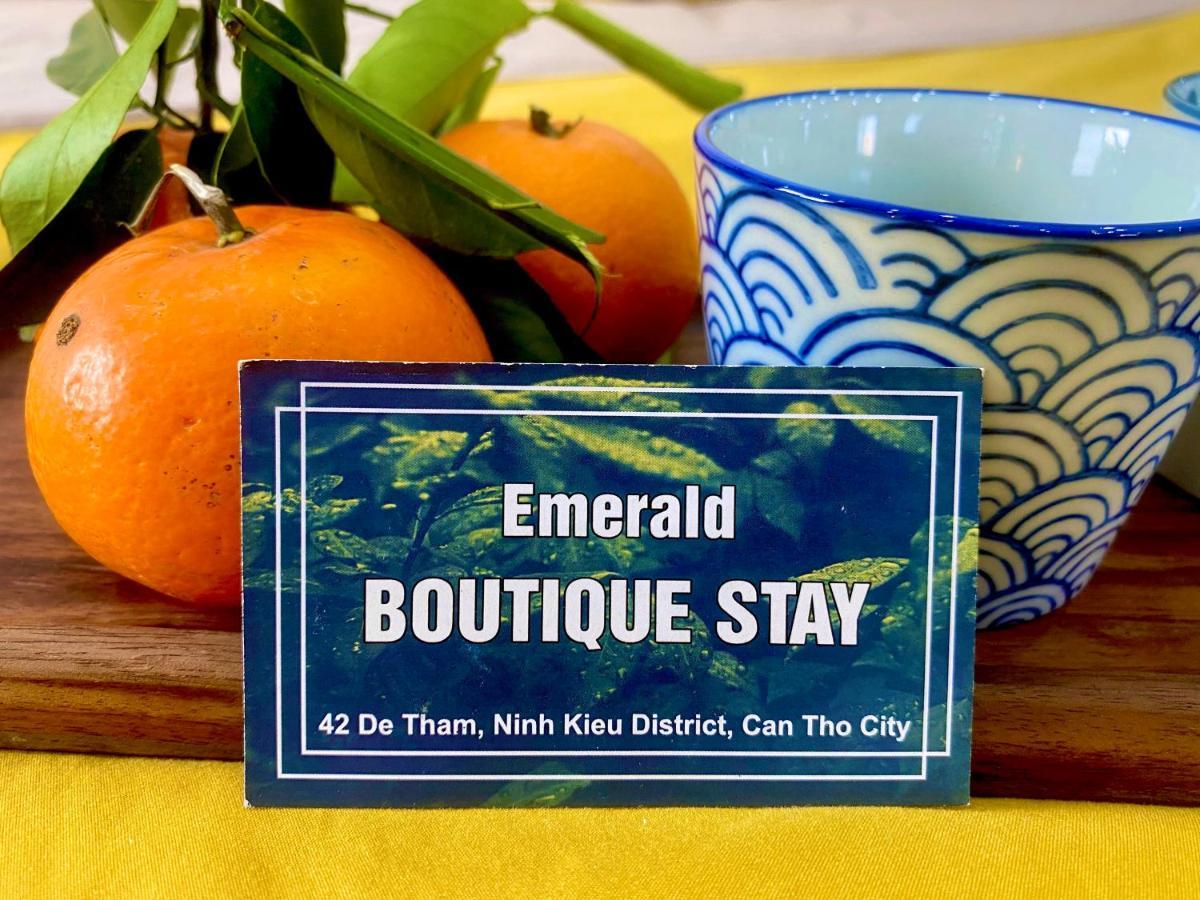 Emerald
BOUTIQUE STAY
42 De Tham, Ninh Kieu District, Can Tho City